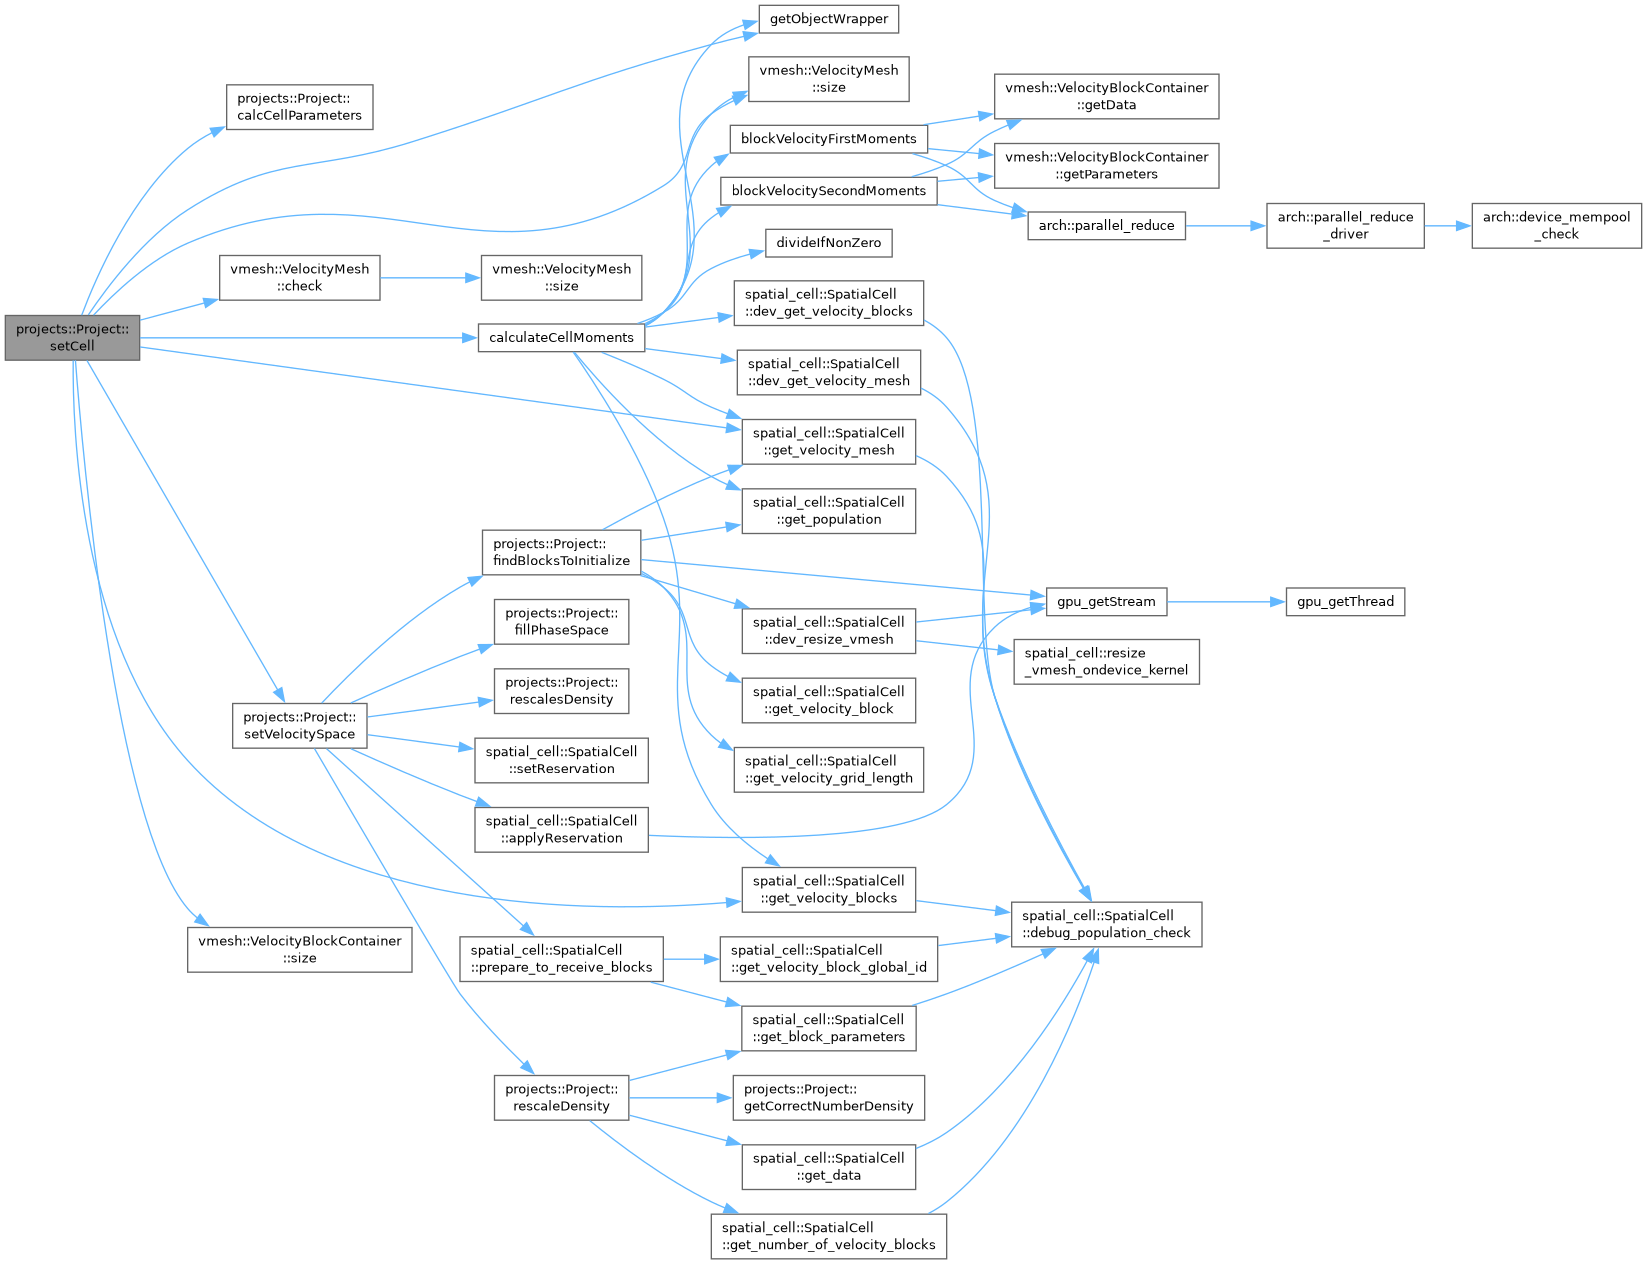 projects::Project::
setCell
projects::Project::
calcCellParameters
vmesh::VelocityMesh
::check
projects::Project::
setVelocitySpace
vmesh::VelocityBlockContainer
::size
vmesh::VelocityMesh
::size
calculateCellMoments
projects::Project::
findBlocksToInitialize
projects::Project::
fillPhaseSpace
projects::Project::
rescalesDensity
spatial_cell::SpatialCell
::setReservation
spatial_cell::SpatialCell
::applyReservation
spatial_cell::SpatialCell
::prepare_to_receive_blocks
projects::Project::
rescaleDensity
getObjectWrapper
vmesh::VelocityMesh
::size
blockVelocityFirstMoments
blockVelocitySecondMoments
divideIfNonZero
spatial_cell::SpatialCell
::dev_get_velocity_blocks
spatial_cell::SpatialCell
::dev_get_velocity_mesh
spatial_cell::SpatialCell
::get_velocity_mesh
spatial_cell::SpatialCell
::get_population
spatial_cell::SpatialCell
::dev_resize_vmesh
spatial_cell::SpatialCell
::get_velocity_block
spatial_cell::SpatialCell
::get_velocity_grid_length
spatial_cell::SpatialCell
::get_velocity_blocks
spatial_cell::SpatialCell
::get_velocity_block_global_id
spatial_cell::SpatialCell
::get_block_parameters
projects::Project::
getCorrectNumberDensity
spatial_cell::SpatialCell
::get_data
spatial_cell::SpatialCell
::get_number_of_velocity_blocks
vmesh::VelocityBlockContainer
::getData
vmesh::VelocityBlockContainer
::getParameters
arch::parallel_reduce
gpu_getStream
spatial_cell::resize
_vmesh_ondevice_kernel
spatial_cell::SpatialCell
::debug_population_check
arch::parallel_reduce
_driver
gpu_getThread
arch::device_mempool
_check